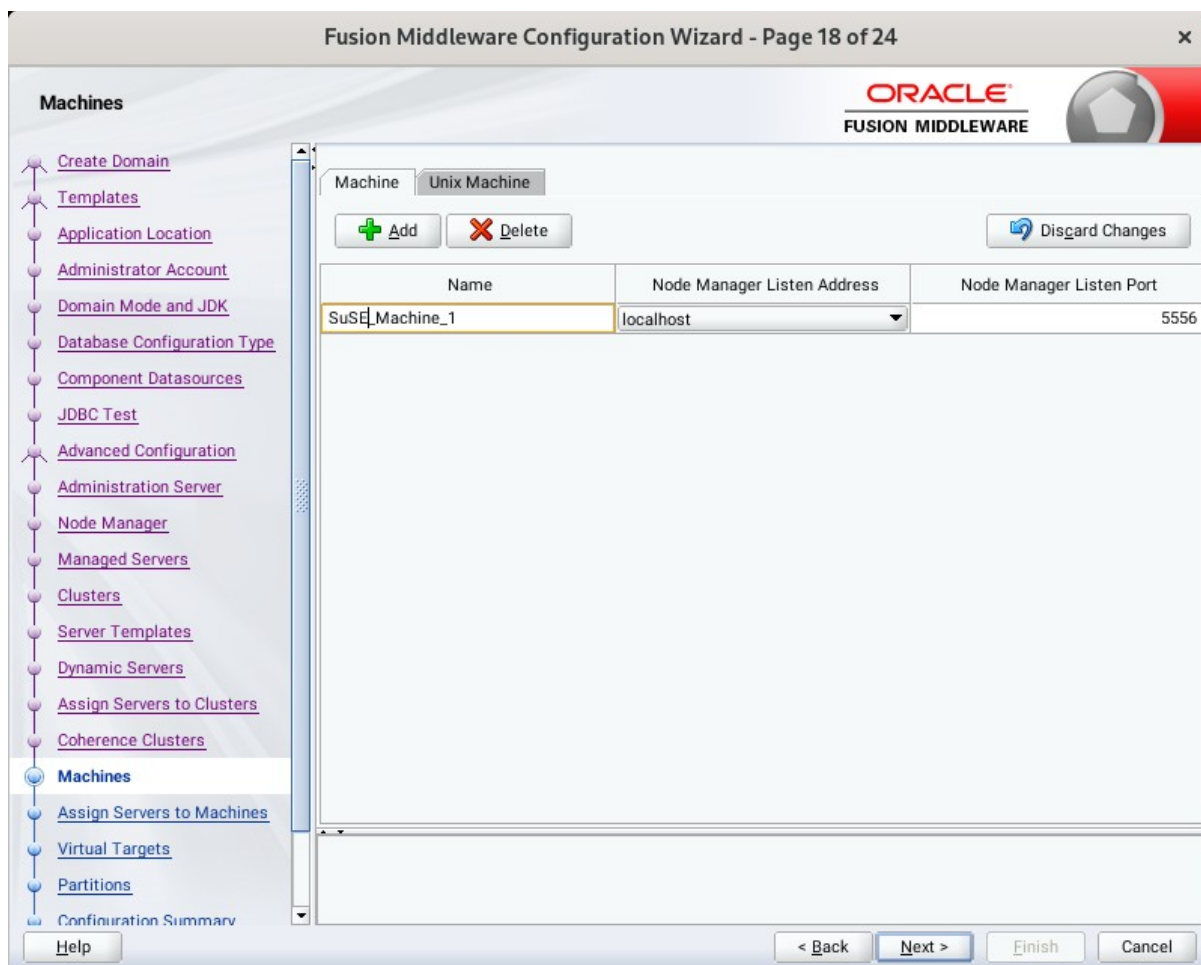 Fusion Middleware Configuration Wizard - Page 18 of 24
Machines
ORACLE
FUSION MIDDLEWARE
Create Domain
Templates
Application Location
Administrator Account
Domain Mode and JDK
Database Configuration Type
Component Datasources
JDBC Test
Advanced Configuration
Administration Server
Node Manager
Managed Servers
Clusters
Server Templates
Dynamic Servers
Assign Servers to Clusters
Coherence Clusters
Machines
Assign Servers to Machines
Virtual Targets
Partitions
Configuration Summary
Machine Unix Machine
Add Delete Discard Changes
Name Node Manager Listen Address Node Manager Listen Port
SuSE_Machine_1 localhost 5556
Help < Back Next > Finish Cancel